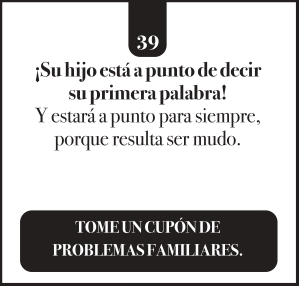 39
¡Su hijo está a punto de decir
su primera palabra!
Y estará a punto para siempre,
porque resulta ser mudo.
TOME UN CUPÓN DE
PROBLEMAS FAMILIARES.